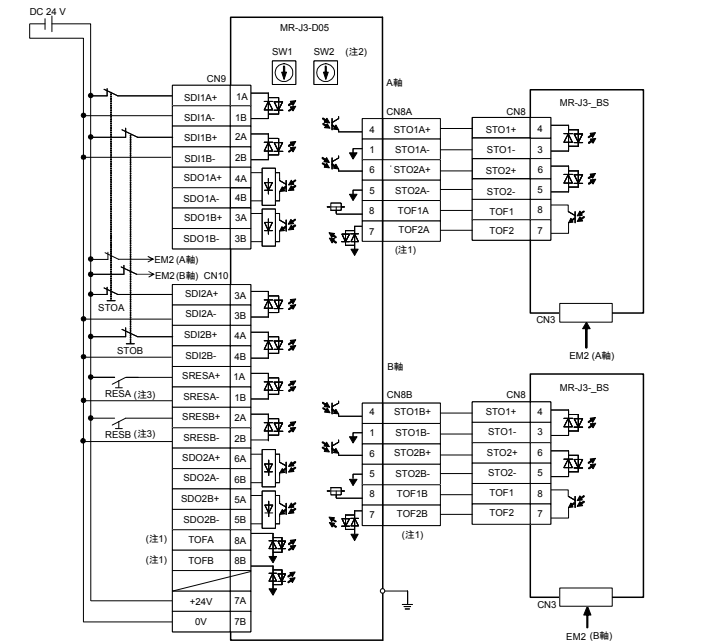 DC 24 V
MR-J3-D05
SW1 SW2 (注2)
CN9
SDI1A+ 1A
SDI1A- 1B
SDI1B+ 2A
SDI1B- 2B
SDO1A+ 4A
SDO1A- 4B
SDO1B+ 3A
SDO1B- 3B
EM2 (A軸)
EM2 (B軸) CN10
SDI2A+ 3A
STOA
SDI2A- 3B
SDI2B+ 4A
STOB
SDI2B- 4B
SRESA+ 1A
RESA (注3)
SRESA- 1B
SRESB+ 2A
RESB (注3)
SRESB- 2B
SDO2A+ 6A
SDO2A- 6B
SDO2B+ 5A
SDO2B- 5B
(注1) TOFA 8A
(注1) TOFB 8B
+24V 7A
0V 7B
A軸
CN8A
4 STO1A+
1 STO1A-
6 STO2A+
5 STO2A-
8 TOF1A
7 TOF2A
(注1)
CN8
STO1+ 4
STO1- 3
STO2+ 6
STO2- 5
TOF1 8
TOF2 7
MR-J3-_BS
CN3
EM2 (A軸)
B軸
CN8B
4 STO1B+
1 STO1B-
6 STO2B+
5 STO2B-
8 TOF1B
7 TOF2B
(注1)
CN8
STO1+ 4
STO1- 3
STO2+ 6
STO2- 5
TOF1 8
TOF2 7
MR-J3-_BS
CN3
EM2 (B軸)